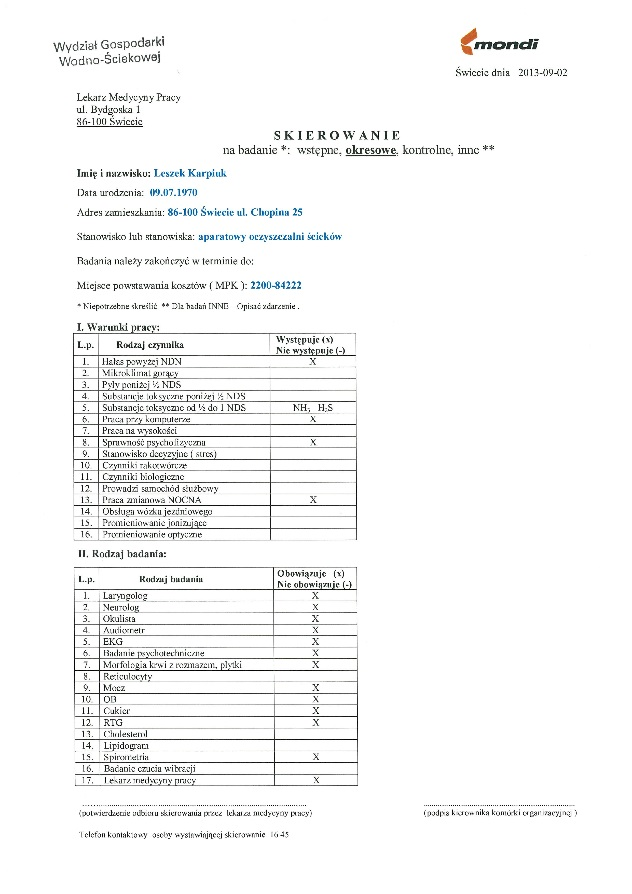 Wydział Gospodarki
Wodno-Ściekowej
mondi
Świecie dnia 2013-09-02
Lekarz Medycyny Pracy
ul. Bydgoska 1
86-100 Świecie
SKIEROWANIE
na badanie *: wstępne, okresowe, kontrolne, inne **
Imię i nazwisko: Leszek Karpiuk
Data urodzenia: 09.07.1970
Adres zamieszkania: 86-100 Świecie ul. Chopina 25
Stanowisko lub stanowiska: aparatowy oczyszczalni ścieków
Badania należy zakończyć w terminie do:
Miejsce powstawania kosztów ( MPK ): 2200-84222
* Niepotrzebne skreślić ** Dla badań INNE – Opisać zdarzenie .
I. Warunki pracy:
L.p. Rodzaj czynnika Występuje (x) Nie występuje (-)
1. Hałas powyżej NDN X
2. Mikroklimat gorący
3. Pyły poniżej ½ NDS
4. Substancje toksyczne poniżej ½ NDS
5. Substancje toksyczne od ½ do 1 NDS NH₃ H₂S
6. Praca przy komputerze X
7. Praca na wysokości
8. Sprawność psychofizyczna X
9. Stanowisko decyzyjne ( stres)
10. Czynniki rakotwórcze
11. Czynniki biologiczne
12. Prowadzi samochód służbowy
13. Praca zmianowa NOCNA X
14. Obsługa wózka jezdniowego
15. Promieniowanie jonizujące
16. Promieniowanie optyczne
II. Rodzaj badania:
L.p. Rodzaj badania Obowiązuje (x) Nie obowiązuje (-)
1. Laryngolog X
2. Neurolog X
3. Okulista X
4. Audiometr X
5. EKG X
6. Badanie psychotechniczne X
7. Morfologia krwi z rozmazem, płytki X
8. Reticulocyty
9. Mocz X
10. OB X
11. Cukier X
12. RTG X
13. Cholesterol
14. Lipidogram
15. Spirometria X
16. Badanie czucia wibracji
17. Lekarz medycyny pracy X
(potwierdzenie odbioru skierowania przez lekarza medycyny pracy) (podpis kierownika komórki organizacyjnej )
Telefon kontaktowy osoby wystawiającej skierowanie 16 45